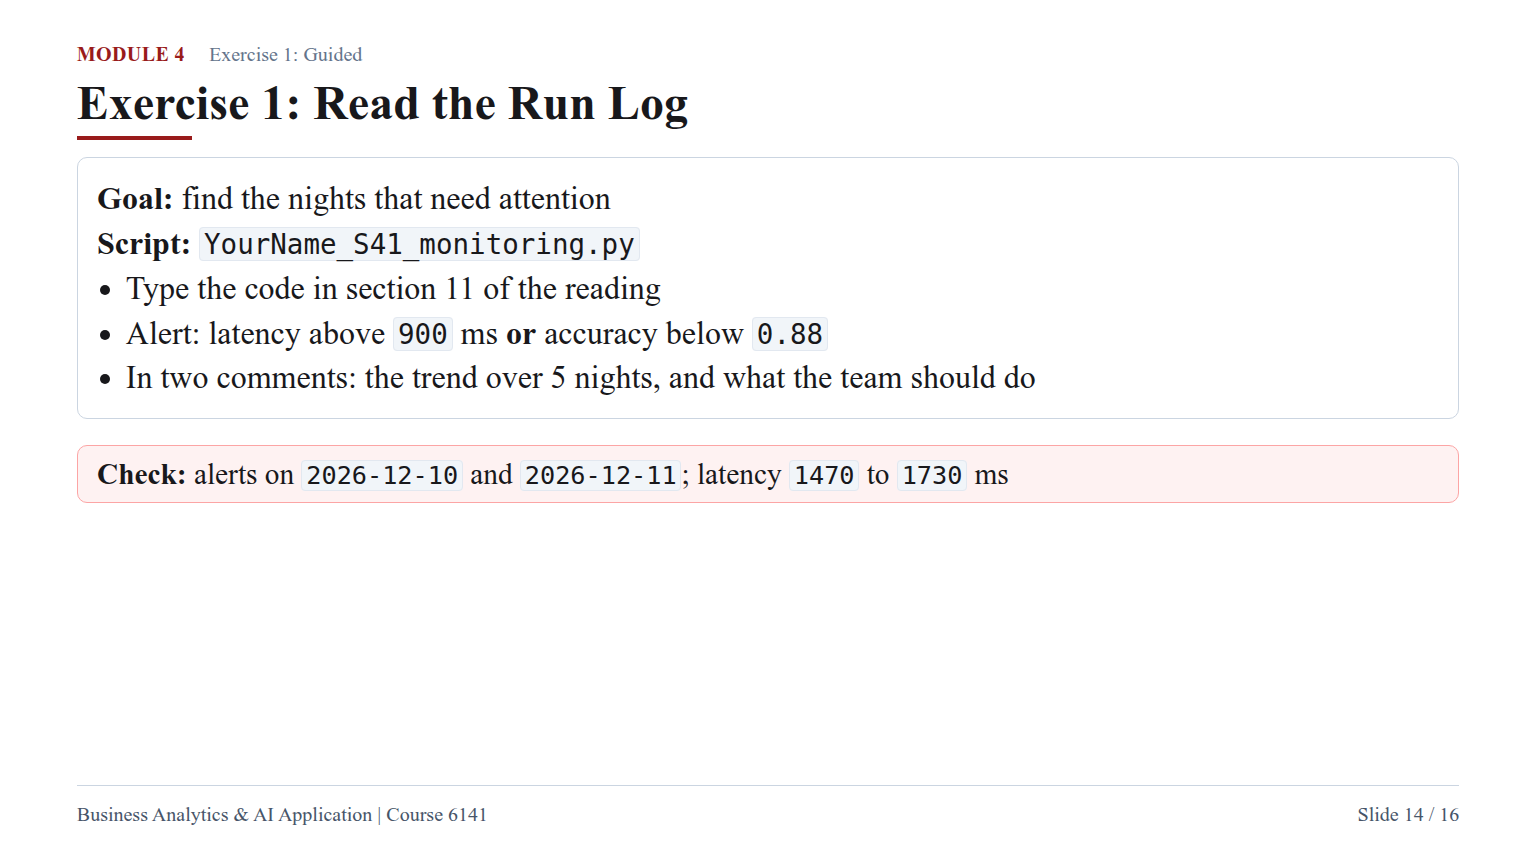 MODULE 4 Exercise 1: Guided
Exercise 1: Read the Run Log
Goal: find the nights that need attention
Script: YourName_S41_monitoring.py
• Type the code in section 11 of the reading
• Alert: latency above 900 ms or accuracy below 0.88
• In two comments: the trend over 5 nights, and what the team should do
Check: alerts on 2026-12-10 and 2026-12-11; latency 1470 to 1730 ms
Business Analytics & AI Application | Course 6141
Slide 14 / 16